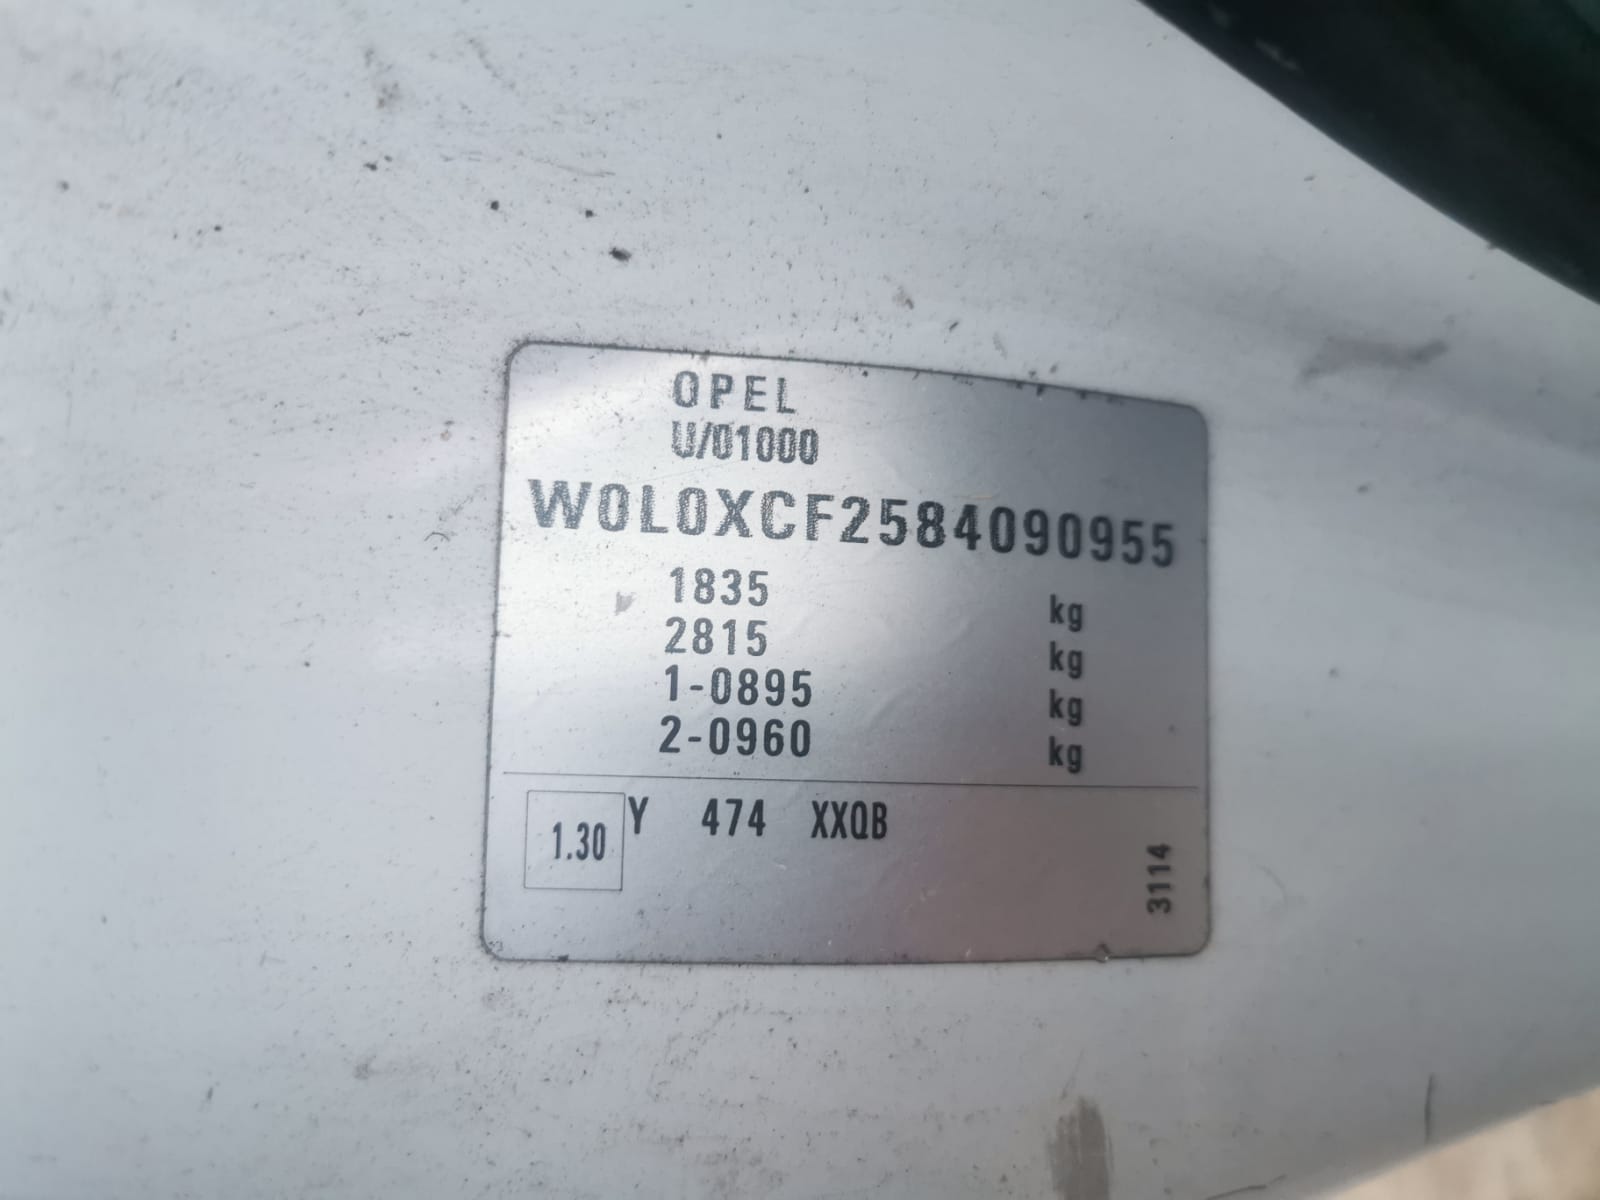 OPEL
U/01000
W0L0XCF2584090955
1835 kg
2815 kg
1-0895 kg
2-0960 kg
1.30 Y 474 XXQB
3114